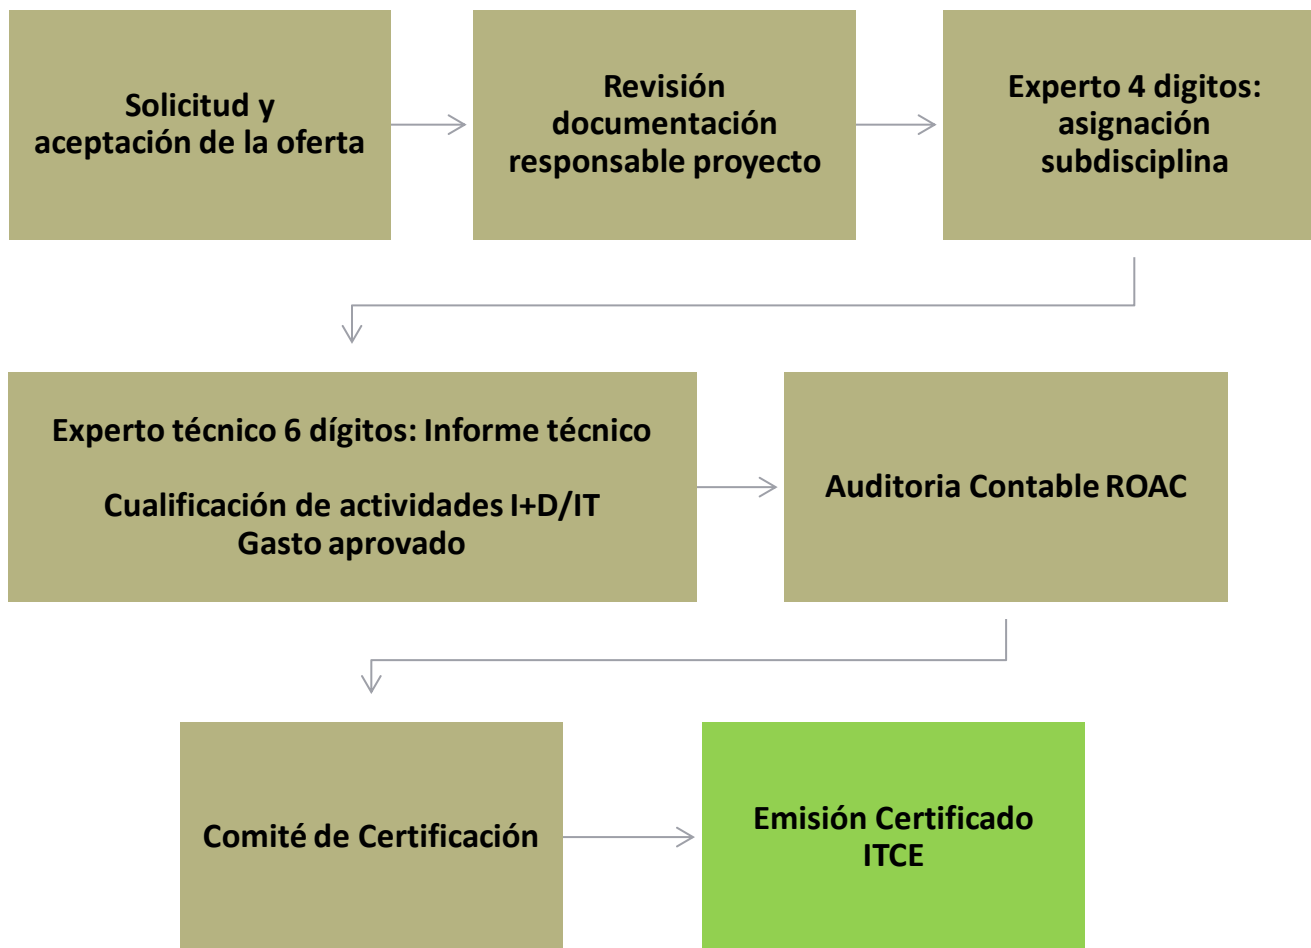 Solicitud y
aceptación de la oferta
Revisión
documentación
responsable proyecto
Experto 4 digitos:
asignación
subdisciplina
Experto técnico 6 dígitos: Informe técnico
Cualificación de actividades I+D/IT
Gasto aprovado
Auditoria Contable ROAC
Comité de Certificación
Emisión Certificado
ITCE